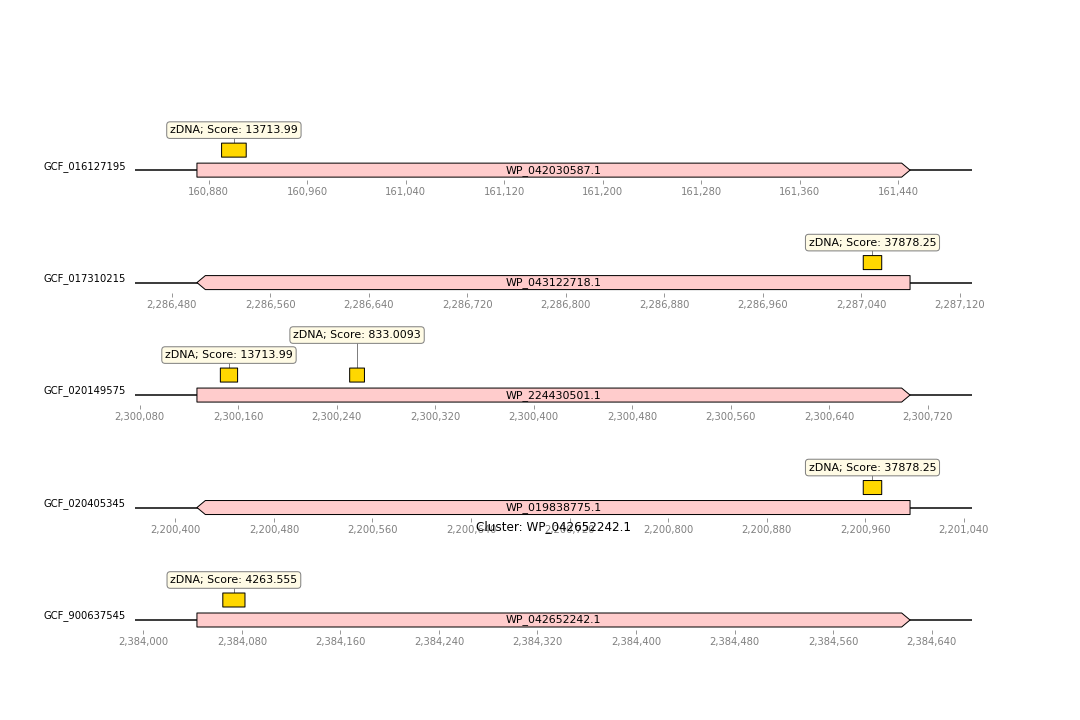 zDNA; Score: 13713.99
GCF_016127195
WP_042030587.1
160,880 160,960 161,040 161,120 161,200 161,280 161,360 161,440
zDNA; Score: 37878.25
GCF_017310215
WP_043122718.1
2,286,480 2,286,560 2,286,640 2,286,720 2,286,800 2,286,880 2,286,960 2,287,040 2,287,120
zDNA; Score: 833.0093
zDNA; Score: 13713.99
GCF_020149575
WP_224430501.1
2,300,080 2,300,160 2,300,240 2,300,320 2,300,400 2,300,480 2,300,560 2,300,640 2,300,720
zDNA; Score: 37878.25
GCF_020405345
WP_019838775.1
Cluster: WP_042652242.1
2,200,400 2,200,480 2,200,560 2,200,640 2,200,720 2,200,800 2,200,880 2,200,960 2,201,040
zDNA; Score: 4263.555
GCF_900637545
WP_042652242.1
2,384,000 2,384,080 2,384,160 2,384,240 2,384,320 2,384,400 2,384,480 2,384,560 2,384,640